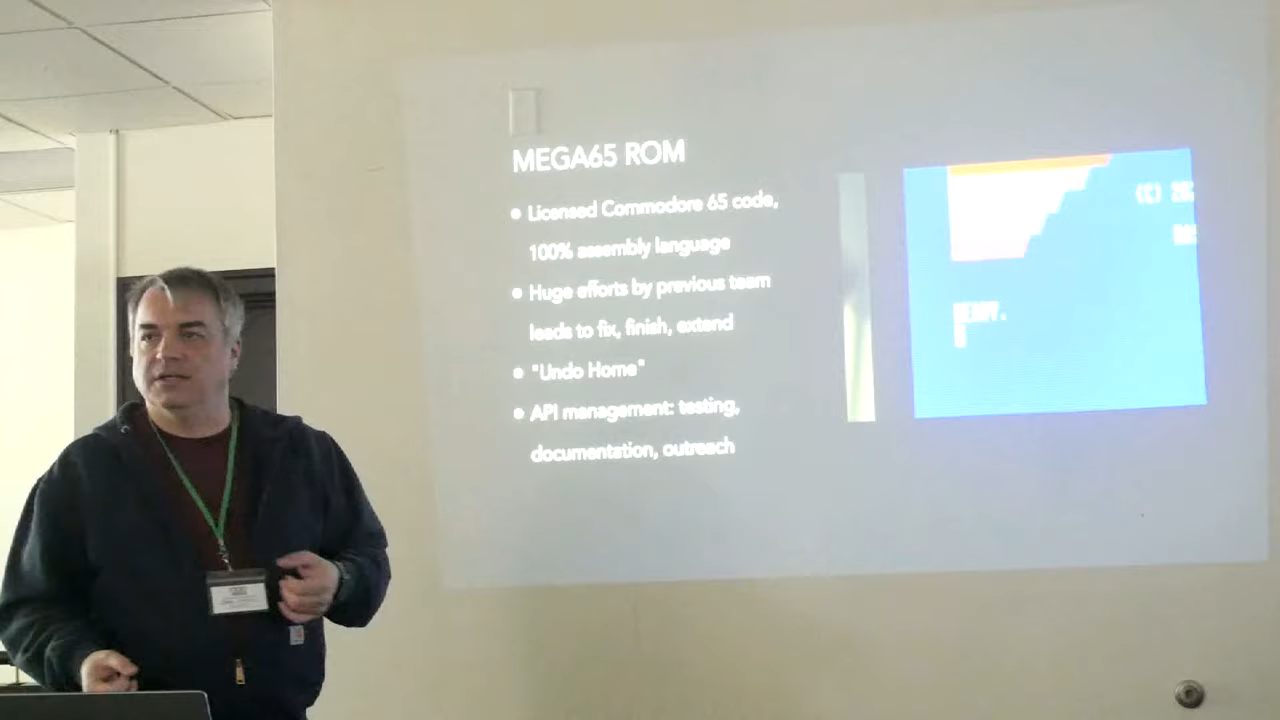 MEGA65 ROM
• Licensed Commodore 65 code,
100% assembly language
• Huge efforts by previous team
leads to fix, finish, extend
• "Undo Home"
• API management: testing,
documentation, outreach
(C)
READY.